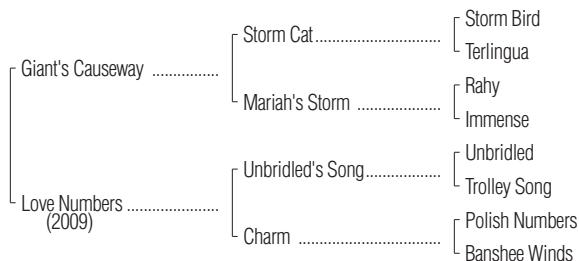 Storm Bird
Storm Cat
Terlingua
Giant's Causeway
Rahy
Mariah's Storm
Immense
Unbridled
Unbridled's Song
Trolley Song
Love Numbers
(2009)
Polish Numbers
Charm
Banshee Winds